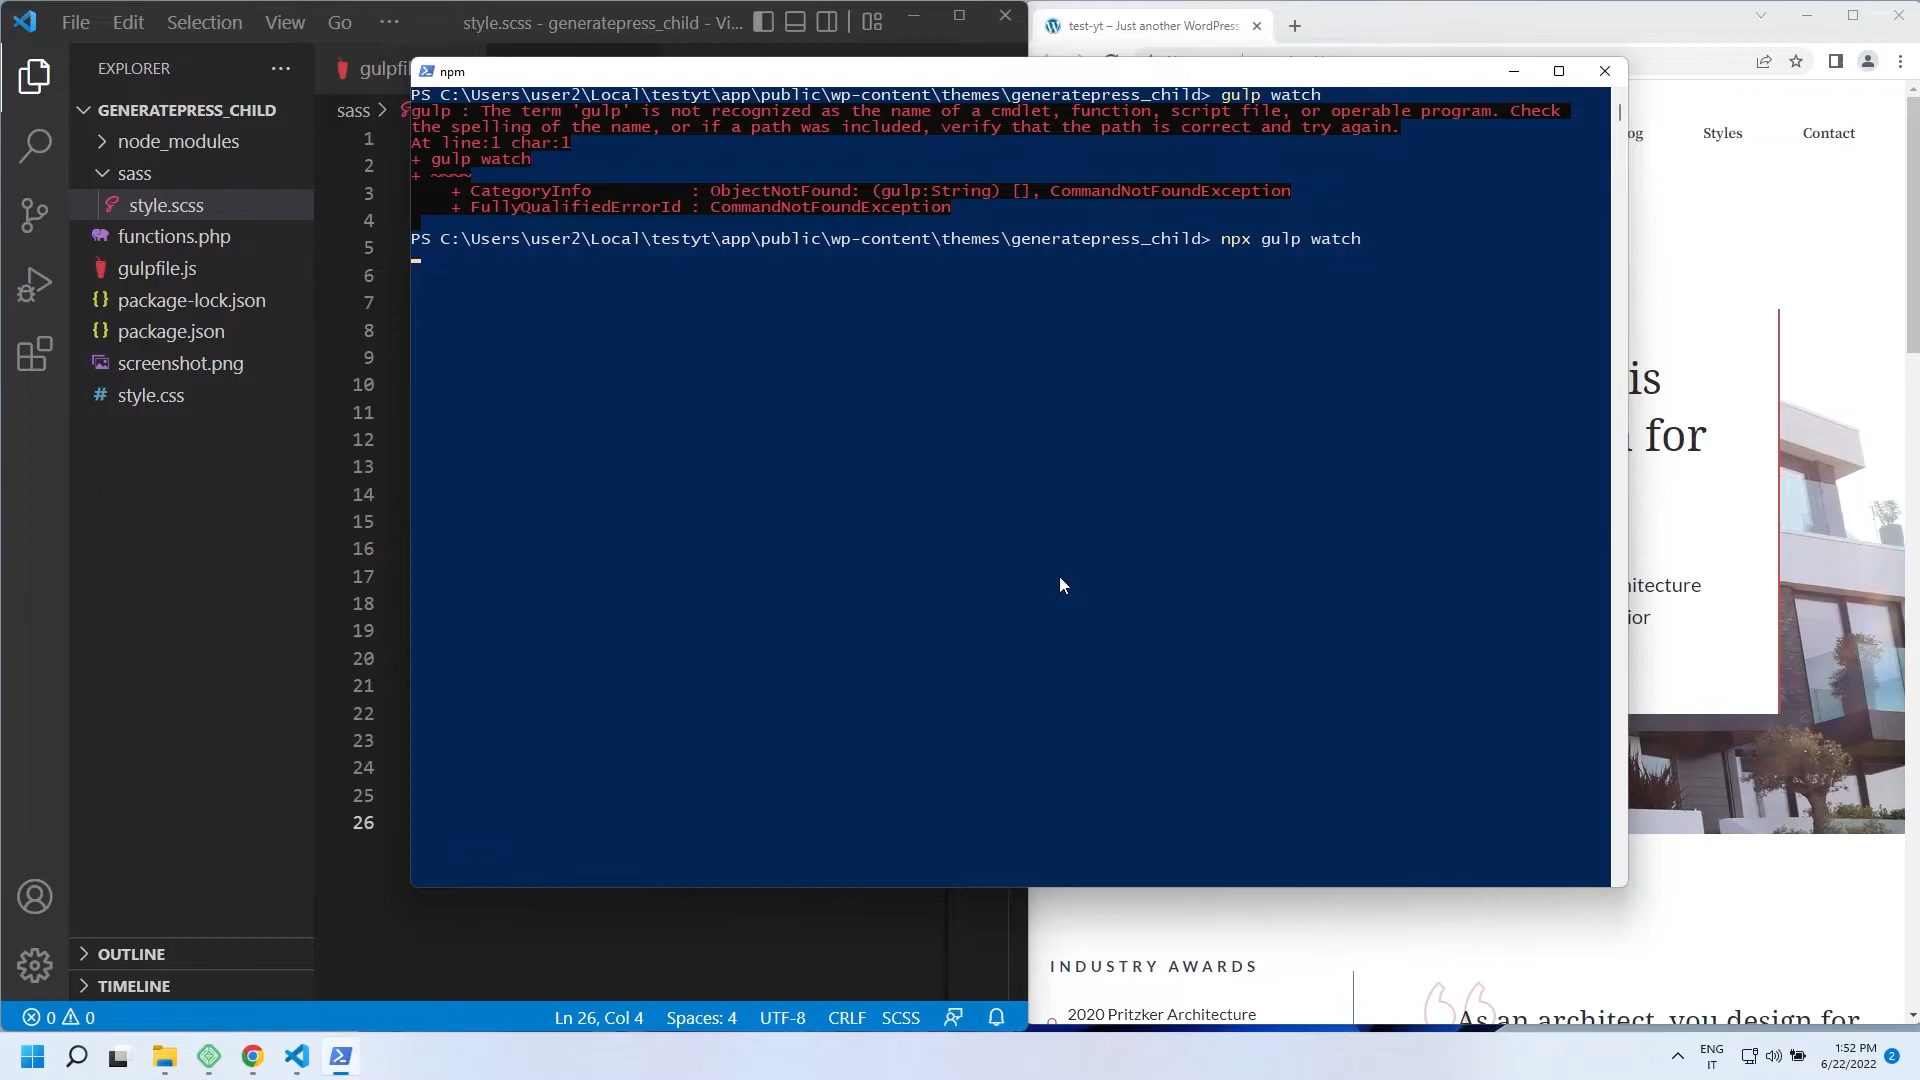 File Edit Selection View Go ···
style.scss - generatepress_child - Vi...
test-yt – Just another WordPress
EXPLORER
GENERATEPRESS_CHILD
node_modules
sass
style.scss
functions.php
gulpfile.js
package-lock.json
package.json
screenshot.png
style.css
OUTLINE
TIMELINE
gulpfi
sass
1
2
3
4
5
6
7
8
9
10
11
12
13
14
15
16
17
18
19
20
21
22
23
24
25
26
npm
PS C:\Users\user2\Local\testyt\app\public\wp-content\themes\generatepress_child> gulp watch
gulp : The term 'gulp' is not recognized as the name of a cmdlet, function, script file, or operable program. Check
the spelling of the name, or if a path was included, verify that the path is correct and try again.
At line:1 char:1
+ gulp watch
+ ~~~~
+ CategoryInfo : ObjectNotFound: (gulp:String) [], CommandNotFoundException
+ FullyQualifiedErrorId : CommandNotFoundException
PS C:\Users\user2\Local\testyt\app\public\wp-content\themes\generatepress_child> npx gulp watch
og Styles Contact
is
for
hitecture
ior
INDUSTRY AWARDS
2020 Pritzker Architecture
As an architect, you design for
0 0
Ln 26, Col 4 Spaces: 4 UTF-8 CRLF SCSS
ENG
IT
1:52 PM
6/22/2022
2